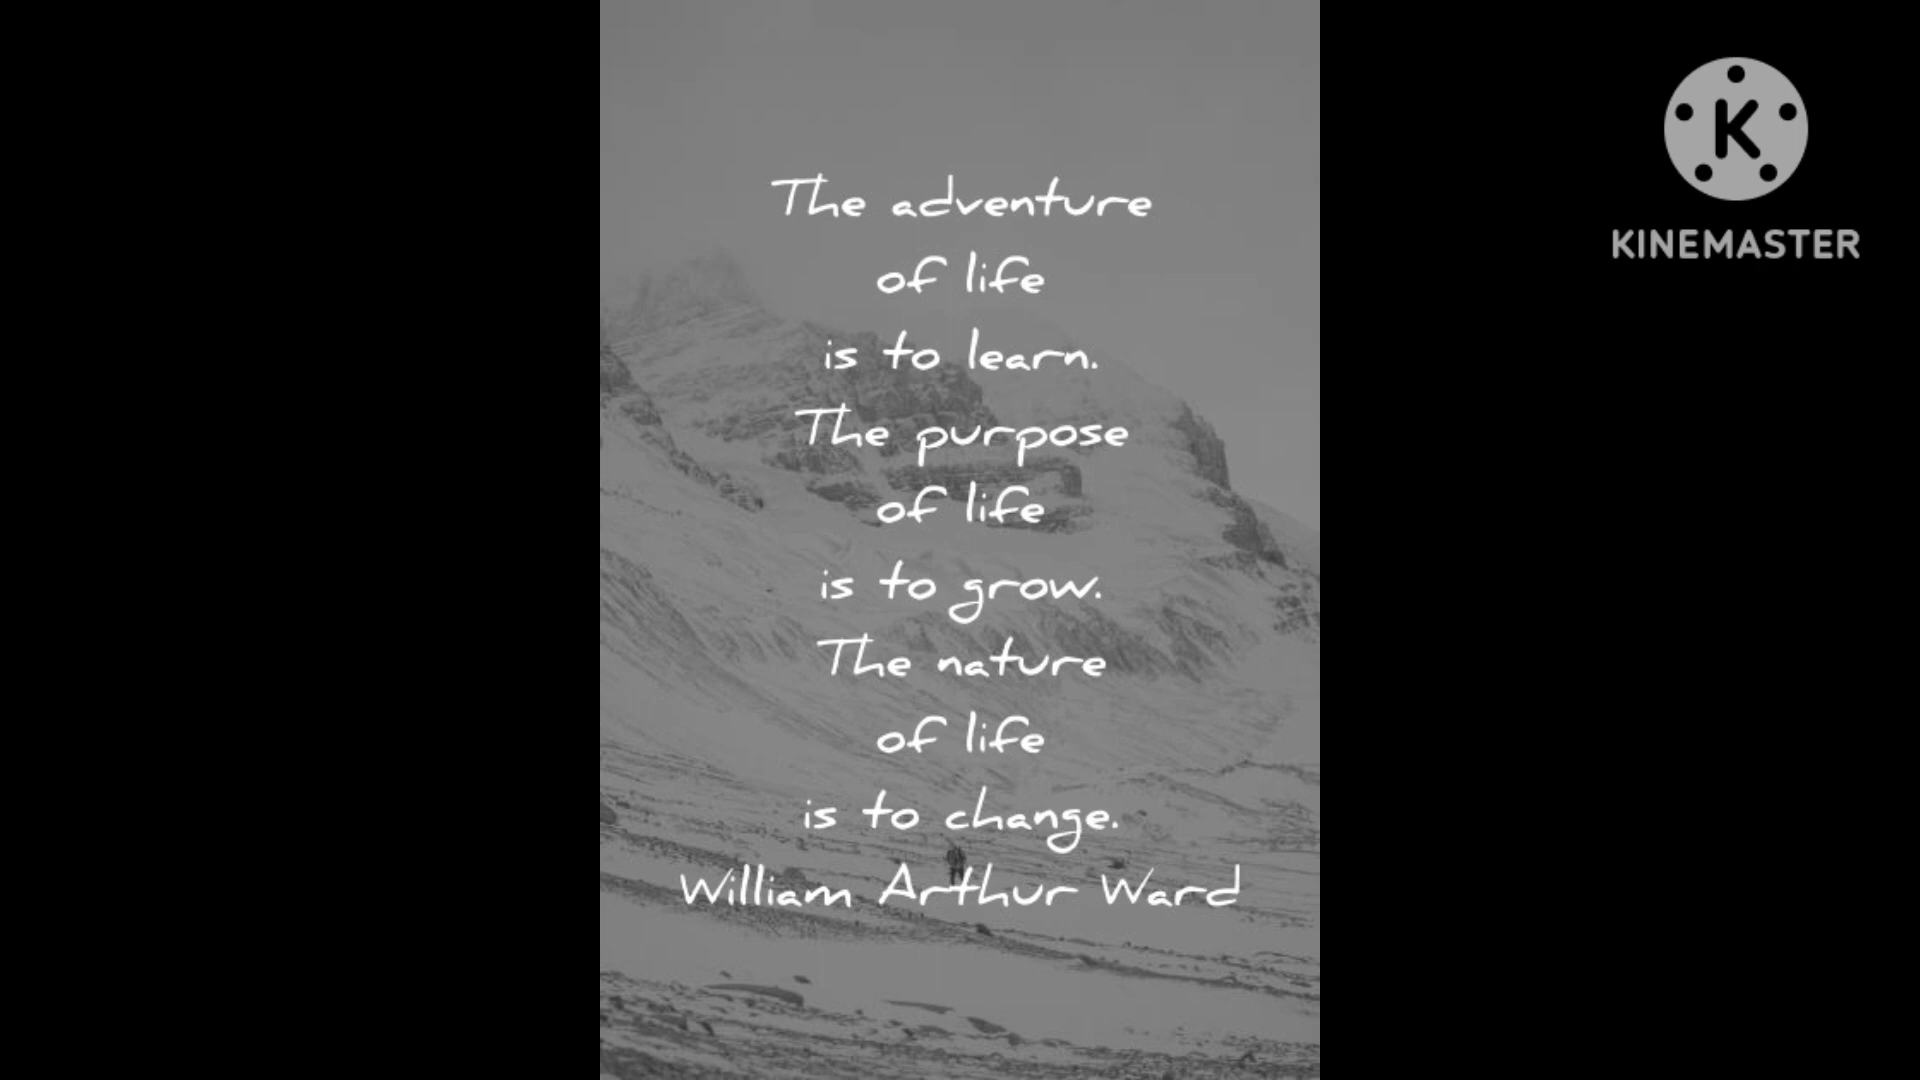 The adventure
of life
is to learn.
The purpose
of life
is to grow.
The nature
of life
is to change.
William Arthur Ward
K
KINEMASTER